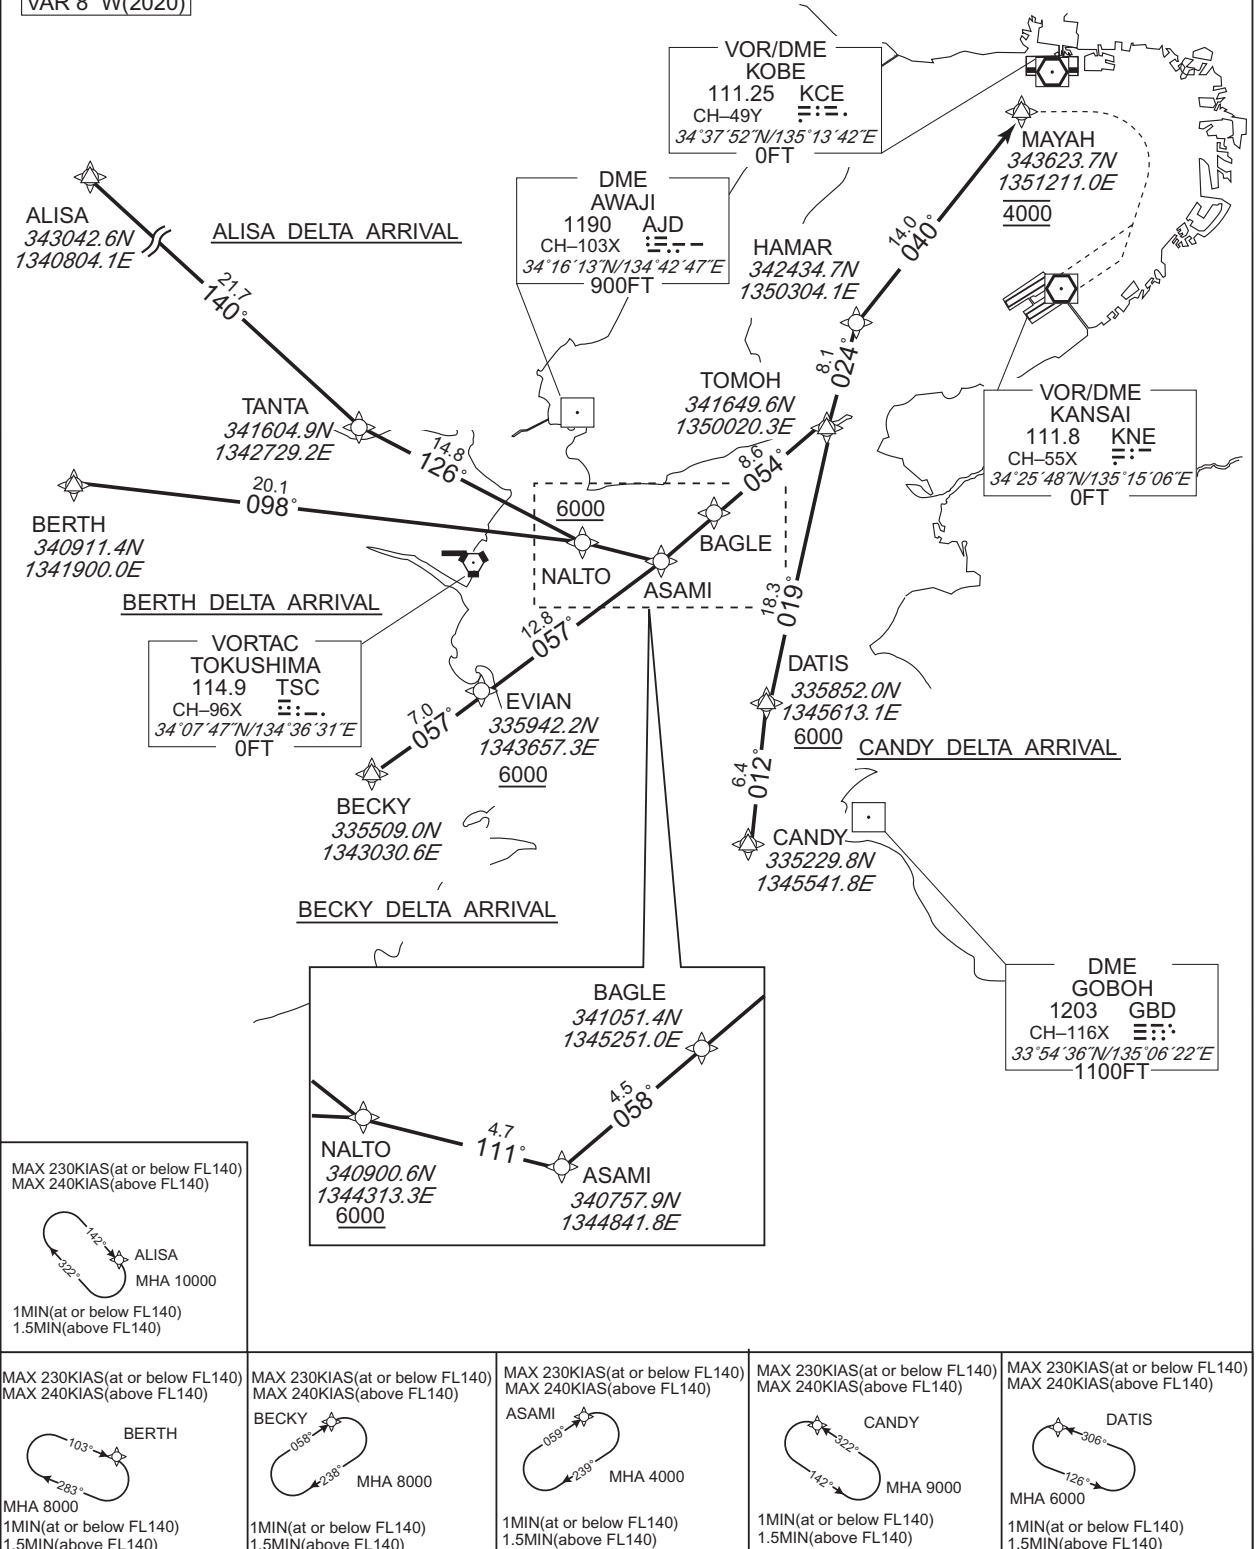 VAR 8°W(2020)
VOR/DME
KOBE
111.25 KCE
CH–49Y
34°37′52″N/135°13′42″E
0FT
MAYAH
343623.7N
1351211.0E
4000
ALISA
343042.6N
1340804.1E
ALISA DELTA ARRIVAL
DME
AWAJI
1190 AJD
CH–103X
34°16′13″N/134°42′47″E
900FT
14.0
040°
HAMAR
342434.7N
1350304.1E
21.7
140°
8.1
024°
TOMOH
341649.6N
1350020.3E
VOR/DME
KANSAI
111.8 KNE
CH–55X
34°25′48″N/135°15′06″E
0FT
TANTA
341604.9N
1342729.2E
14.8
126°
8.6
054°
20.1
098°
BERTH
340911.4N
1341900.0E
6000
NALTO
BAGLE
ASAMI
BERTH DELTA ARRIVAL
18.3
019°
12.8
057°
VORTAC
TOKUSHIMA
114.9 TSC
CH–96X
34°07′47″N/134°36′31″E
0FT
DATIS
335852.0N
1345613.1E
6000
EVIAN
335942.2N
1343657.3E
6000
7.0
057°
CANDY DELTA ARRIVAL
6.4
012°
BECKY
335509.0N
1343030.6E
CANDY
335229.8N
1345541.8E
BECKY DELTA ARRIVAL
DME
GOBOH
1203 GBD
CH–116X
33°54′36″N/135°06′22″E
1100FT
BAGLE
341051.4N
1345251.0E
4.5
058°
4.7
111°
NALTO
340900.6N
1344313.3E
6000
ASAMI
340757.9N
1344841.8E
MAX 230KIAS(at or below FL140)
MAX 240KIAS(above FL140)
142°
322°
ALISA
MHA 10000
1MIN(at or below FL140)
1.5MIN(above FL140)
MAX 230KIAS(at or below FL140)
MAX 240KIAS(above FL140)
BERTH
103°
283°
MHA 8000
1MIN(at or below FL140)
1.5MIN(above FL140)
MAX 230KIAS(at or below FL140)
MAX 240KIAS(above FL140)
BECKY
058°
238°
MHA 8000
1MIN(at or below FL140)
1.5MIN(above FL140)
MAX 230KIAS(at or below FL140)
MAX 240KIAS(above FL140)
ASAMI
059°
239°
MHA 4000
1MIN(at or below FL140)
1.5MIN(above FL140)
MAX 230KIAS(at or below FL140)
MAX 240KIAS(above FL140)
CANDY
322°
142°
MHA 9000
1MIN(at or below FL140)
1.5MIN(above FL140)
MAX 230KIAS(at or below FL140)
MAX 240KIAS(above FL140)
DATIS
306°
126°
MHA 6000
1MIN(at or below FL140)
1.5MIN(above FL140)